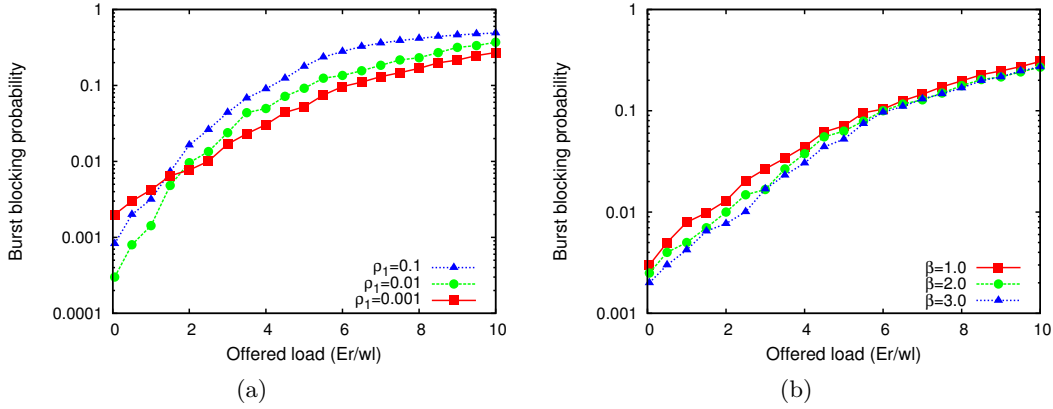 Burst blocking probability
1
0.1
0.01
0.001
0.0001
0 2 4 6 8 10
Offered load (Er/wl)
ρ1=0.1
ρ1=0.01
ρ1=0.001
(a)
Burst blocking probability
1
0.1
0.01
0.001
0 2 4 6 8 10
Offered load (Er/wl)
β=1.0
β=2.0
β=3.0
(b)